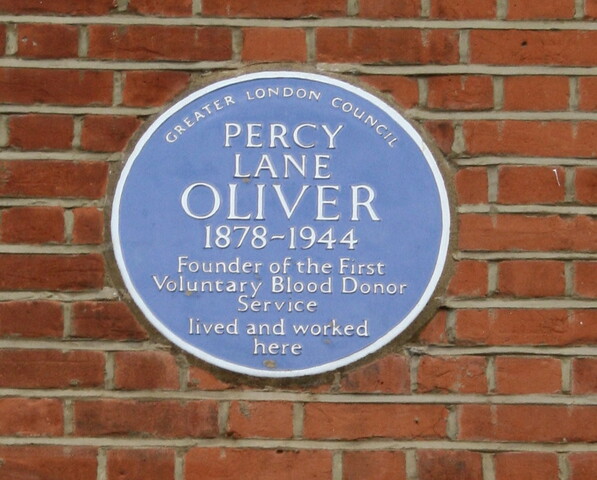 GREATER LONDON COUNCIL
PERCY
LANE
OLIVER
1878-1944
Founder of the First
Voluntary Blood Donor
Service
lived and worked
here